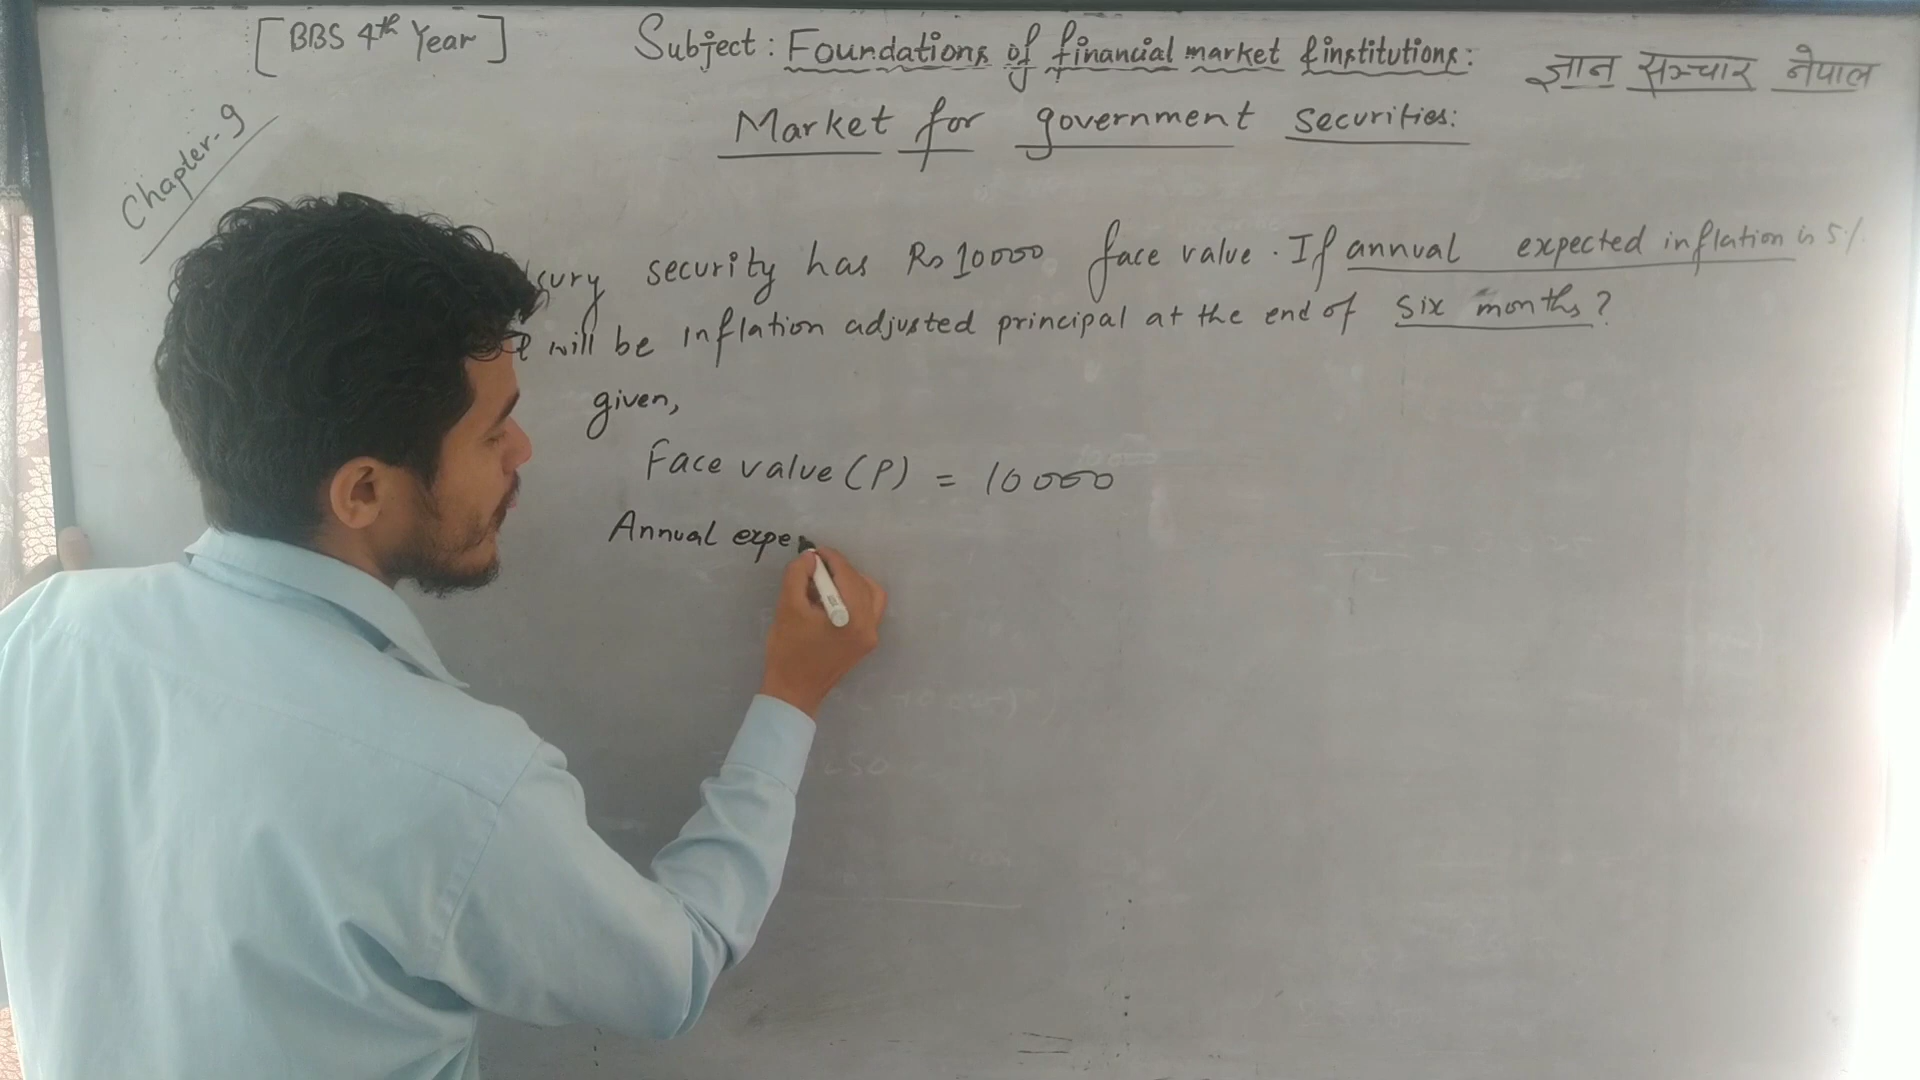 [BBS 4th Year]
Subject: Foundations of financial market & institutions:
ज्ञान सञ्चार नेपाल
Market for government securities:
Chapter-9
sury security has Rs 10000 face value. If annual expected inflation is 5%
will be inflation adjusted principal at the end of six months?
given,
Face value (P) = 10000
Annual expe